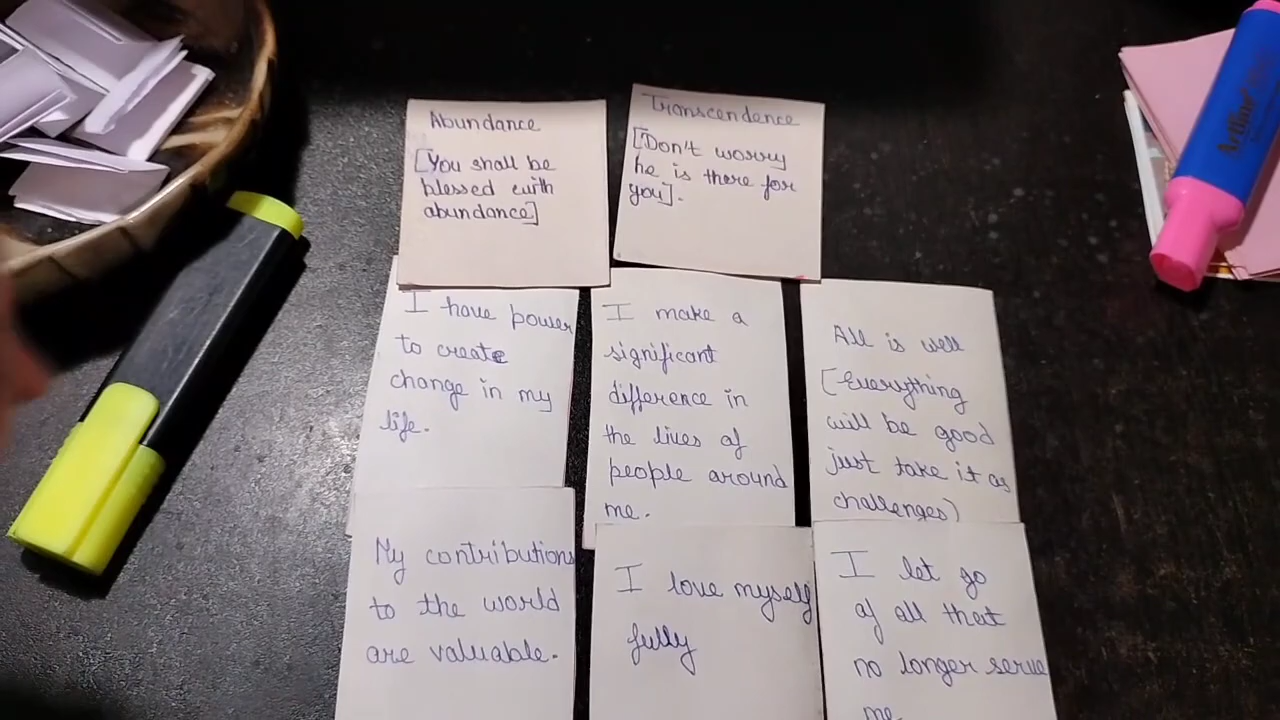 Abundance
[You shall be
blessed with
abundance]
Transcendence
[Don't worry
he is there for
you].
I have power
to create
change in my
life.
I make a
significant
difference in
the lives of
people around
me.
All is well
[Everything
will be good
just take it as
challenges)
My contributions
to the world
are valuable.
I love myself
fully
I let go
of all that
no longer serve
me.
Artline